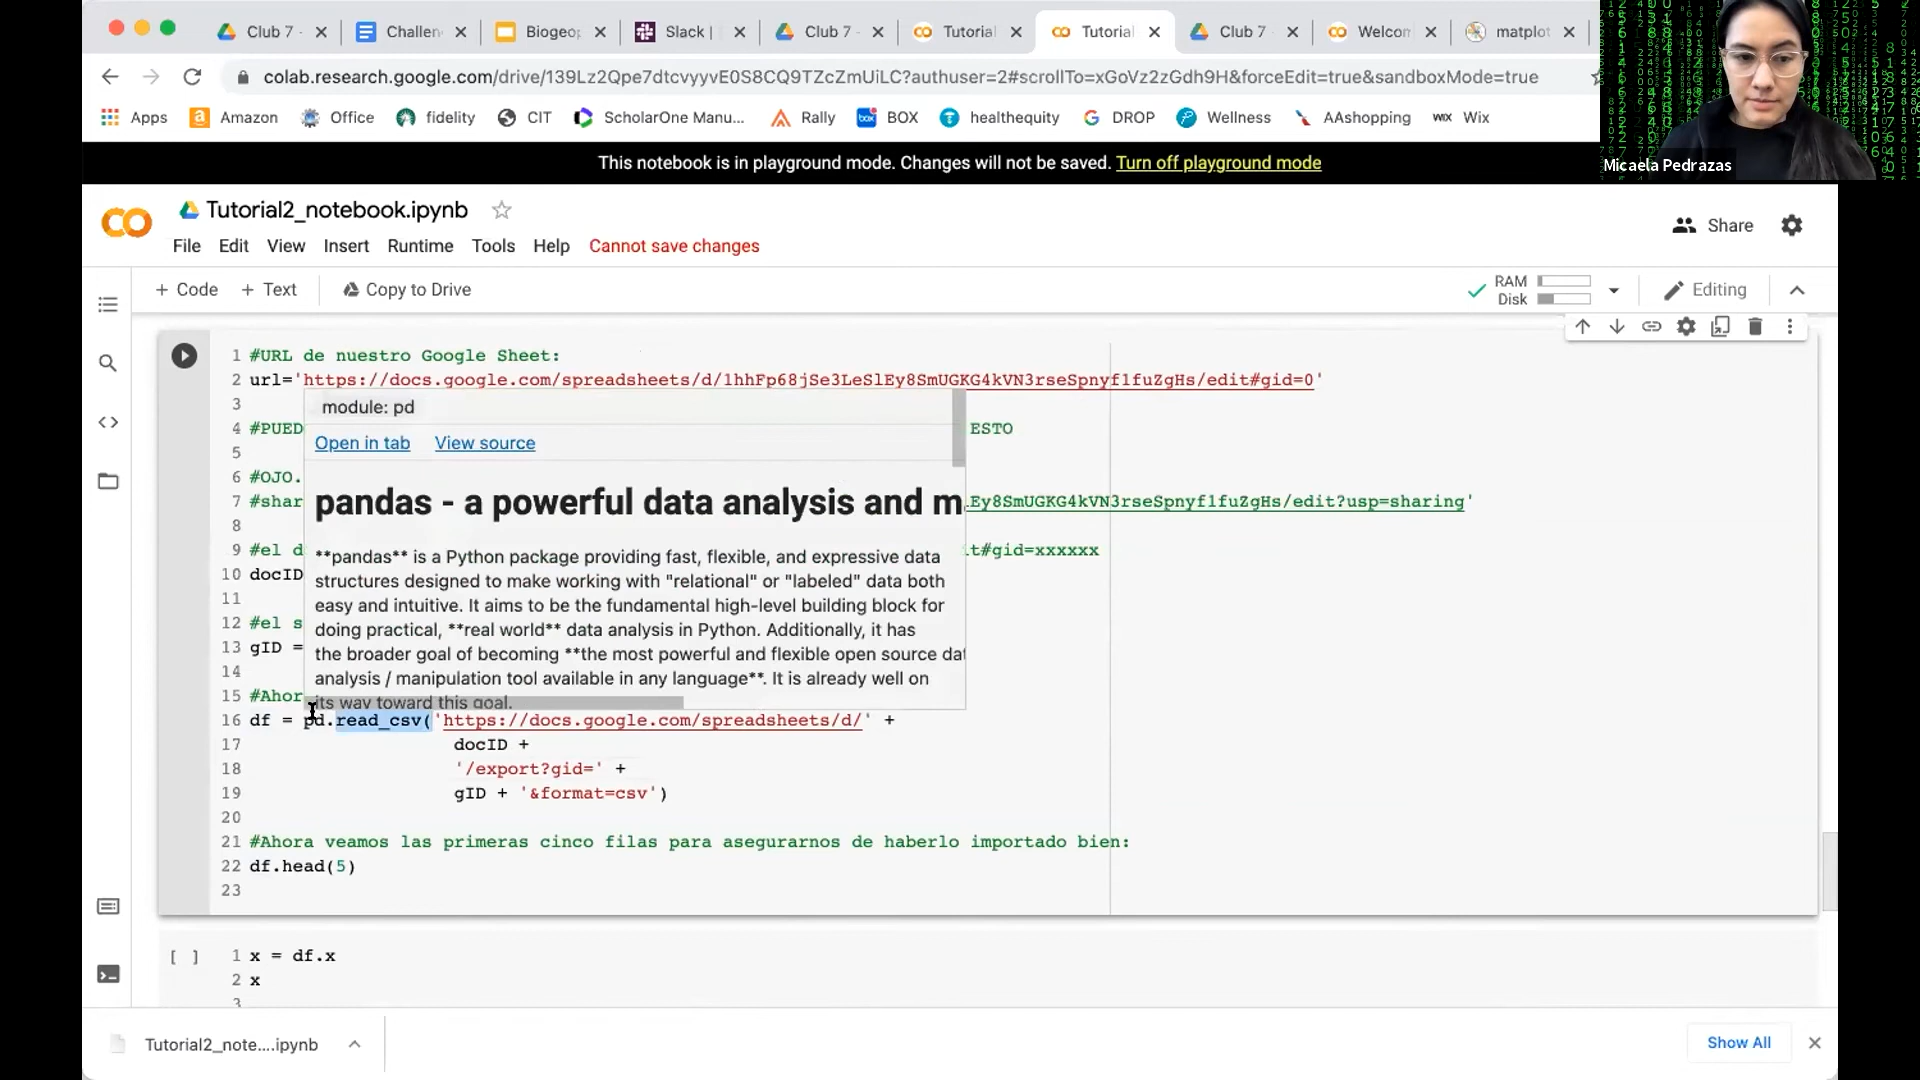 Club 7 -
Challen
Biogeo
Slack |
Club 7 -
Tutorial
Tutorial
Club 7
Welcom
matplot
colab.research.google.com/drive/139Lz2Qpe7dtcvyyvE0S8CQ9TZcZmUiLC?authuser=2#scrollTo=xGoVz2zGdh9H&forceEdit=true&sandboxMode=true
Apps
Amazon
Office
fidelity
CIT
ScholarOne Manu...
Rally
BOX
healthequity
DROP
Wellness
AAshopping
WIX Wix
Micaela Pedrazas
This notebook is in playground mode. Changes will not be saved. Turn off playground mode
CO
Tutorial2_notebook.ipynb
Share
File Edit View Insert Runtime Tools Help Cannot save changes
+ Code + Text Copy to Drive
RAM
Disk
Editing
1 #URL de nuestro Google Sheet:
2 url='https://docs.google.com/spreadsheets/d/1hhFp68jSe3LeSlEy8SmUGKG4kVN3rseSpnyf1fuZgHs/edit#gid=0'
3
module: pd
4 #PUED ESTO
Open in tab View source
5
6 #OJO.
7 #shar .Ey8SmUGKG4kVN3rseSpnyf1fuZgHs/edit?usp=sharing'
pandas - a powerful data analysis and m
8
9 #el d it#gid=xxxxxx
**pandas** is a Python package providing fast, flexible, and expressive data
10 docID
structures designed to make working with "relational" or "labeled" data both
11
easy and intuitive. It aims to be the fundamental high-level building block for
12 #el s
doing practical, **real world** data analysis in Python. Additionally, it has
13 gID =
the broader goal of becoming **the most powerful and flexible open source dat
14
analysis / manipulation tool available in any language**. It is already well on
15 #Ahor
its way toward this goal.
16 df = pd.read_csv('https://docs.google.com/spreadsheets/d/' +
17 docID +
18 '/export?gid=' +
19 gID + '&format=csv')
20
21 #Ahora veamos las primeras cinco filas para asegurarnos de haberlo importado bien:
22 df.head(5)
23
[ ] 1 x = df.x
2 x
3
Tutorial2_note....ipynb
Show All